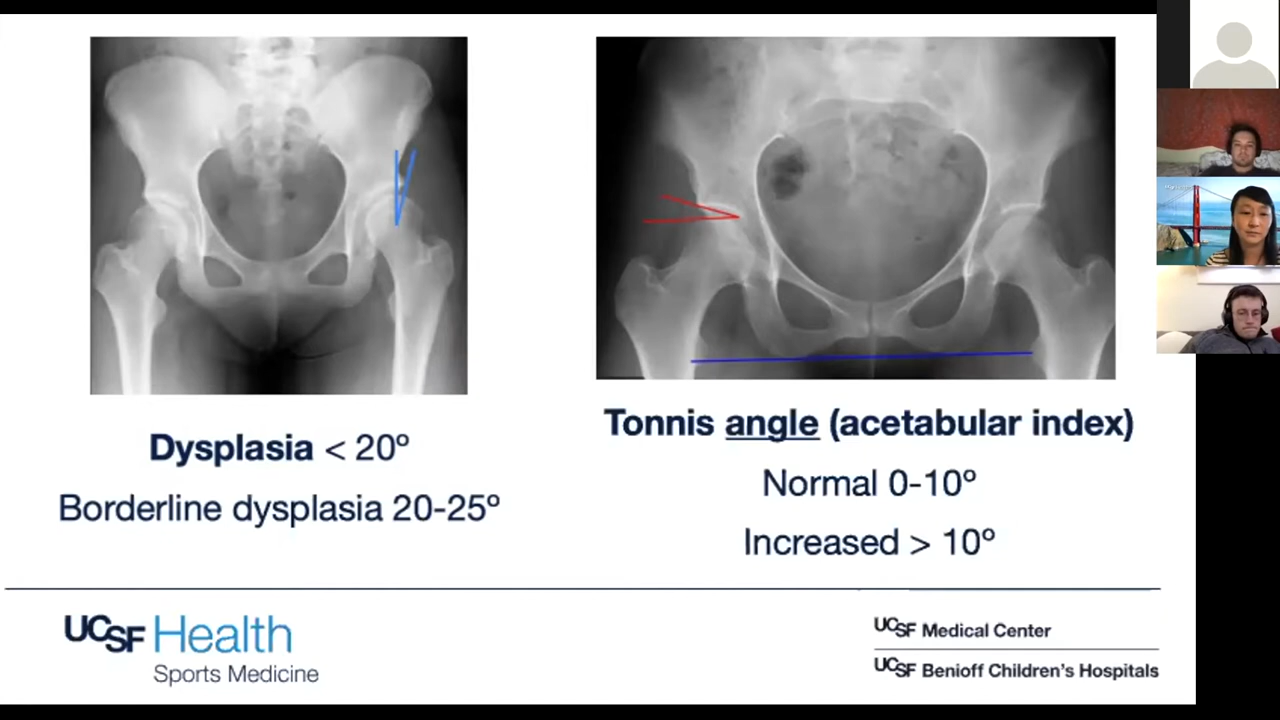 Dysplasia < 20º
Borderline dysplasia 20-25º
Tonnis angle (acetabular index)
Normal 0-10º
Increased > 10º
UCSF Health
Sports Medicine
UCSF Medical Center
UCSF Benioff Children's Hospitals